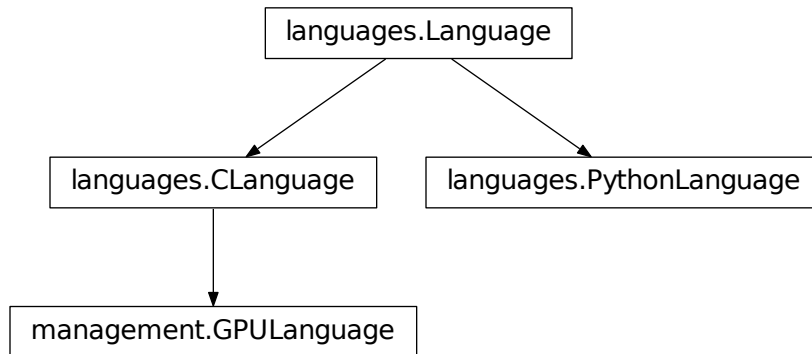 languages.Language
languages.CLanguage
languages.PythonLanguage
management.GPULanguage